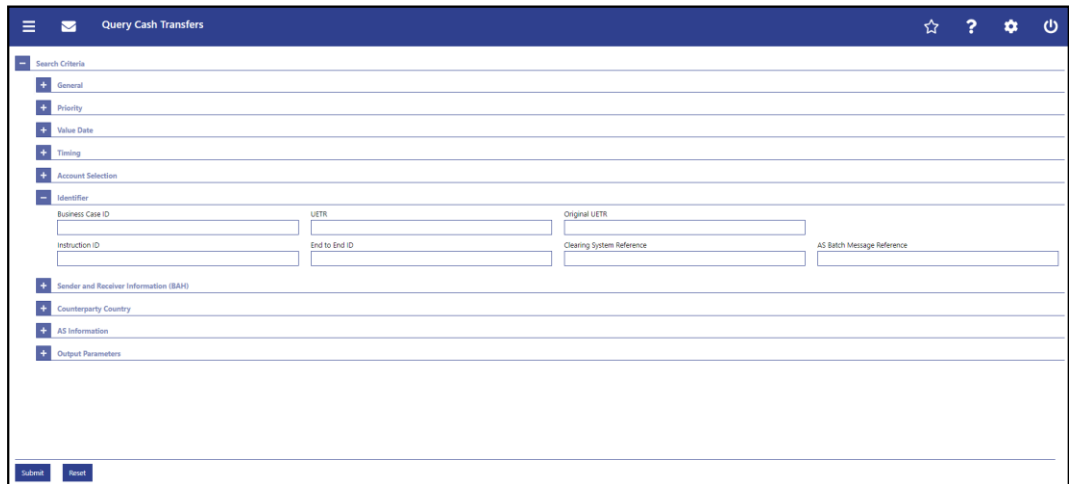 Query Cash Transfers
Search Criteria
General
Priority
Value Date
Timing
Account Selection
Identifier
Business Case ID UETR Original UETR
Instruction ID End to End ID Clearing System Reference AS Batch Message Reference
Sender and Receiver Information (BAH)
Counterparty Country
AS Information
Output Parameters
Submit Reset